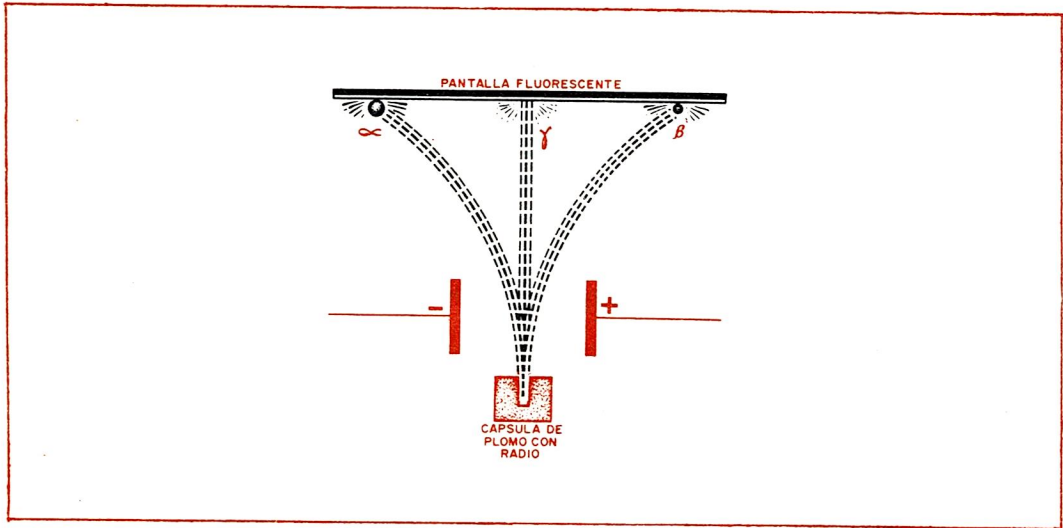 PANTALLA FLUORESCENTE
∝ γ β
- +
CAPSULA DE
PLOMO CON
RADIO